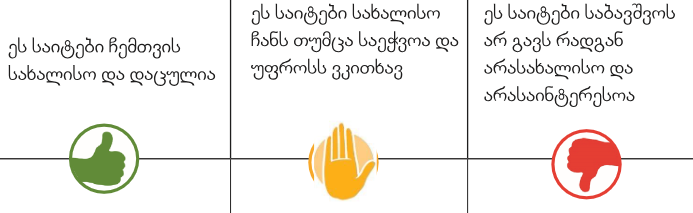 ეს საიტები ჩემთვის
სახალისო და დაცულია
ეს საიტები სახალისო
ჩანს თუმცა საეჭვოა და
უფროსს ვკითხავ
ეს საიტები საბავშვოს
არ გავს რადგან
არასახალისო და
არასაინტერესოა